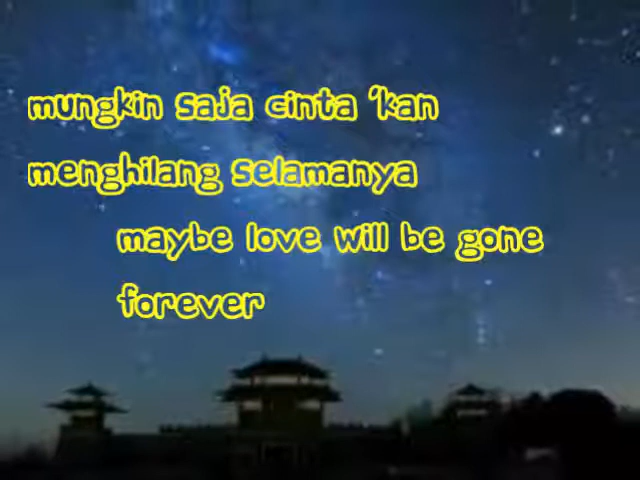 mungkin saja cinta 'kan
menghilang selamanya
maybe love will be gone
forever